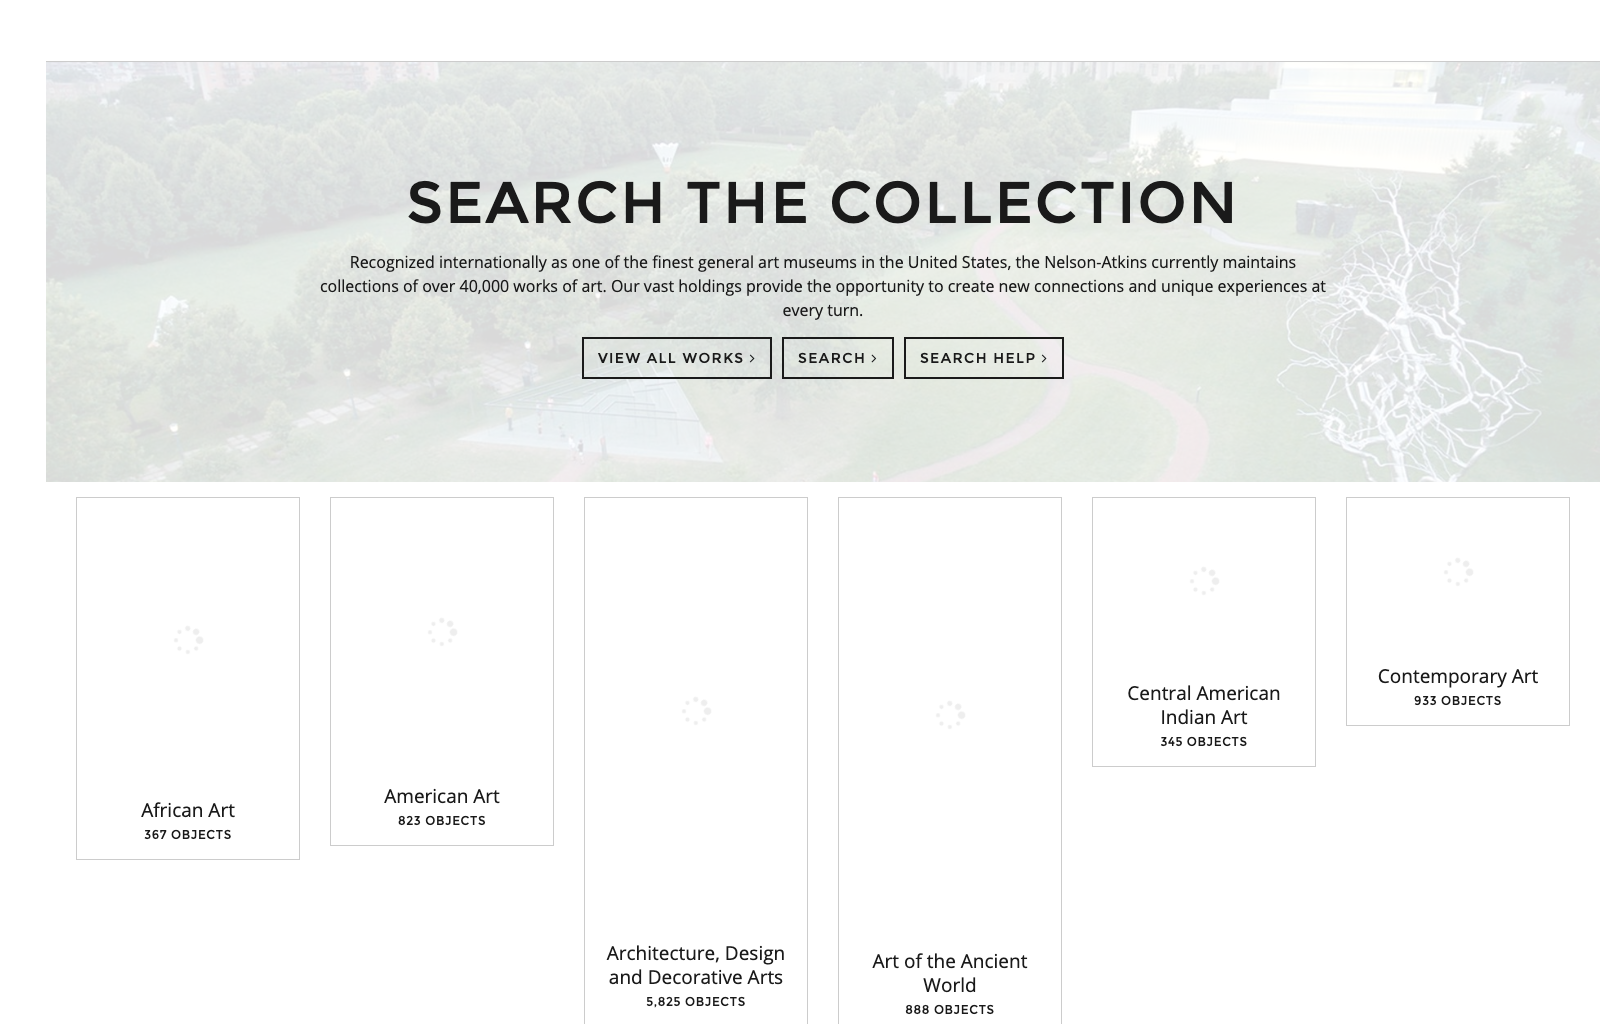 SEARCH THE COLLECTION
Recognized internationally as one of the finest general art museums in the United States, the Nelson-Atkins currently maintains
collections of over 40,000 works of art. Our vast holdings provide the opportunity to create new connections and unique experiences at
every turn.
VIEW ALL WORKS ›
SEARCH ›
SEARCH HELP ›
African Art
367 OBJECTS
American Art
823 OBJECTS
Architecture, Design
and Decorative Arts
5,825 OBJECTS
Art of the Ancient
World
888 OBJECTS
Central American
Indian Art
345 OBJECTS
Contemporary Art
933 OBJECTS